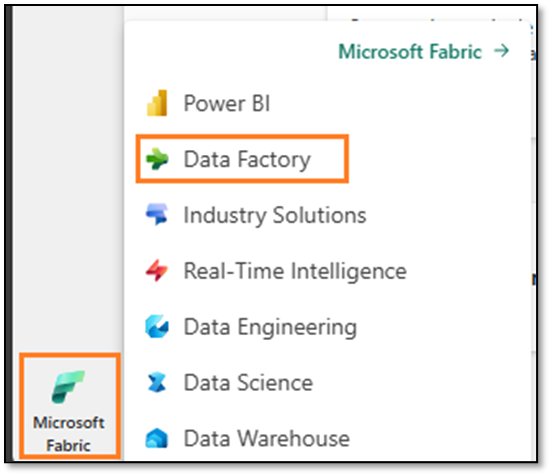 Microsoft Fabric →
Power BI
Data Factory
Industry Solutions
Real-Time Intelligence
Data Engineering
Data Science
Data Warehouse
Microsoft
Fabric